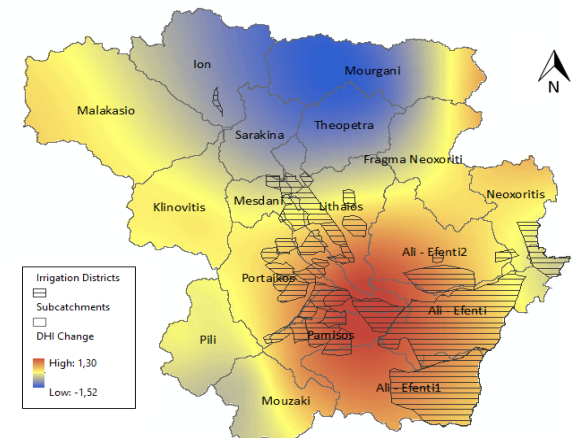 Ion
Mourgani
Malakasio
Theopetra
Sarakina
Fragma Neoxoriti
Klinovitis
Mesdani
Lithaios
Neoxoritis
Ali - Efenti2
Portaikos
Ali - Efenti
Pili
Pamisos
Ali - Efenti1
Mouzaki
N
Irrigation Districts
Subcatchments
DHI Change
High: 1,30
Low: -1,52